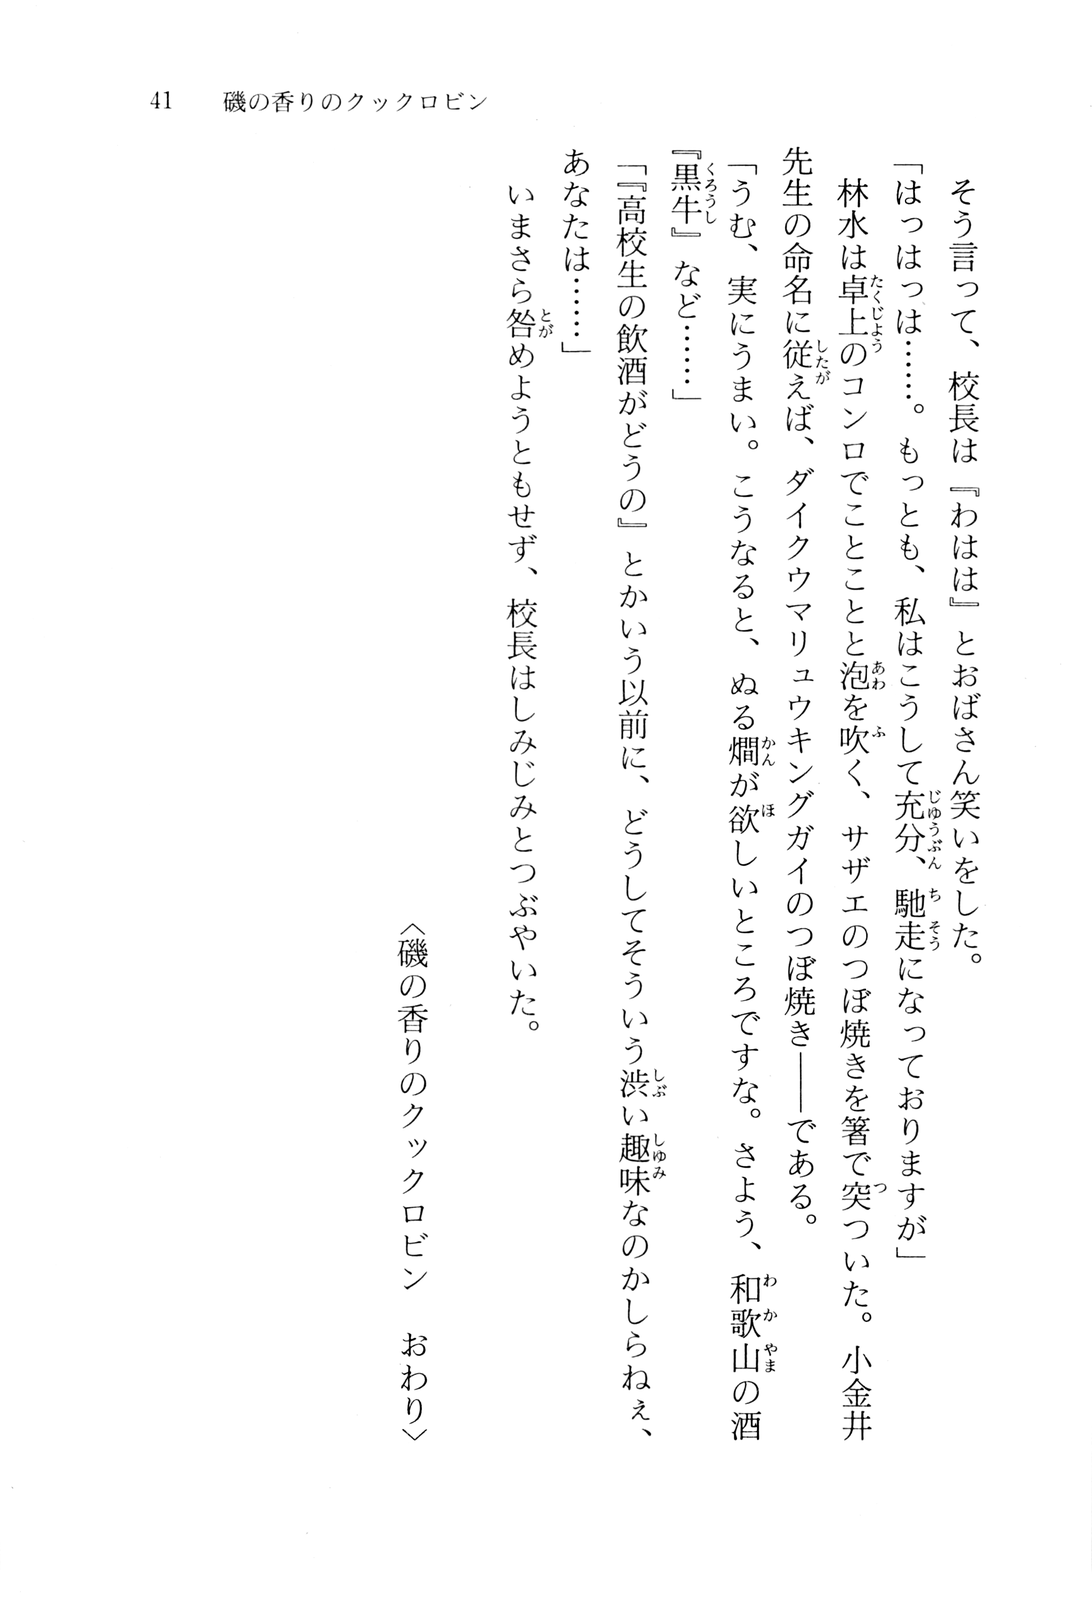 41　磯の香りのクックロビン
　そう言って、校長は『わはは』とおばさん笑いをした。
「はっはっは……。もっとも、私はこうして充分、馳走になっておりますが」
　林水は卓上のコンロでことことと泡を吹く、サザエのつぼ焼きを箸で突ついた。小金井
先生の命名に従えば、ダイクウマリュウキングガイのつぼ焼き――である。
「うむ、実にうまい。こうなると、ぬる燗が欲しいところですな。さよう、和歌山の酒
『黒牛』など……」
「『高校生の飲酒がどうの』とかいう以前に、どうしてそういう渋い趣味なのかしらねぇ、
あなたは……」
　いまさら咎めようともせず、校長はしみじみとつぶやいた。
〈磯の香りのクックロビン　おわり〉